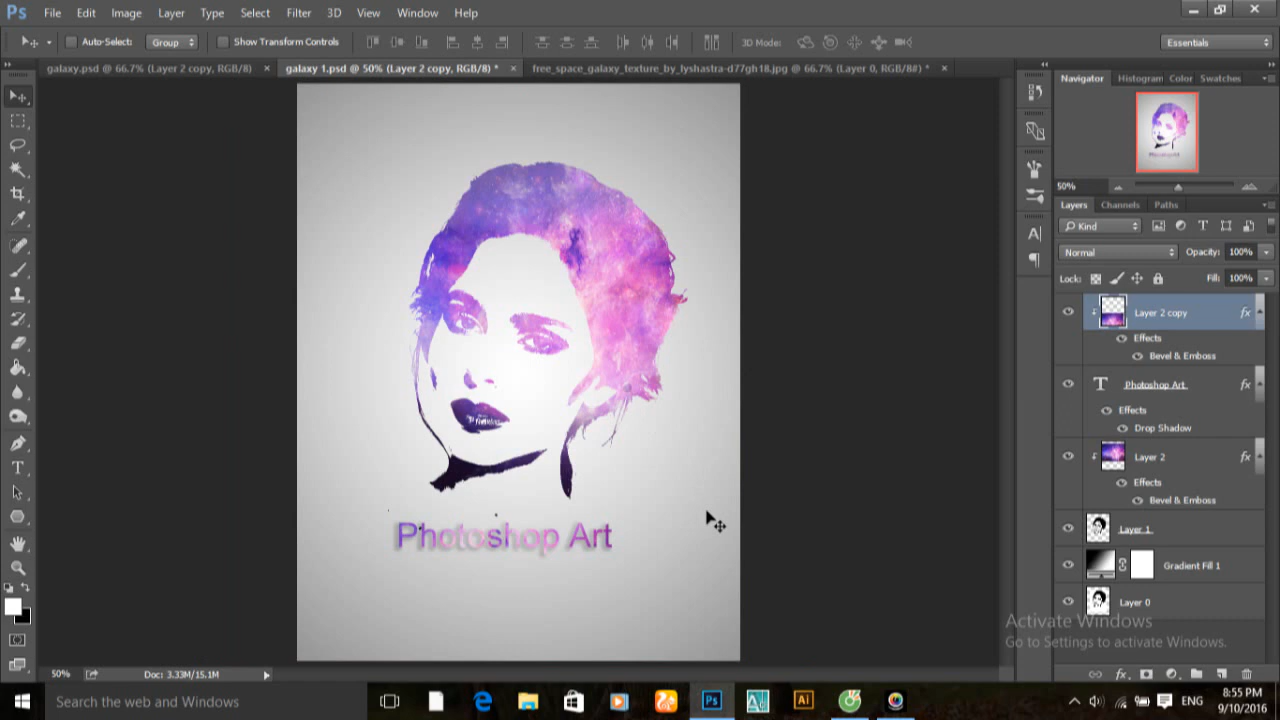 Ps File Edit Image Layer Type Select Filter 3D View Window Help
Auto-Select: Group Show Transform Controls 3D Mode: Essentials
galaxy.psd @ 66.7% (Layer 2 copy, RGB/8) × galaxy 1.psd @ 50% (Layer 2 copy, RGB/8) * × free_space_galaxy_texture_by_lyshastra-d77gh18.jpg @ 66.7% (Layer 0, RGB/8#) * ×
Navigator Histogram Color Swatches
50%
Layers Channels Paths
Kind
Normal Opacity: 100%
Lock: Fill: 100%
Layer 2 copy fx
Effects
Bevel & Emboss
T Photoshop Art fx
Effects
Drop Shadow
Layer 2 fx
Effects
Bevel & Emboss
Layer 1
Gradient Fill 1
Layer 0
Photoshop Art
Activate Windows
Go to Settings to activate Windows.
50% Doc: 3.33M/15.1M
Search the web and Windows
Ps Ai ENG 8:55 PM
9/10/2016